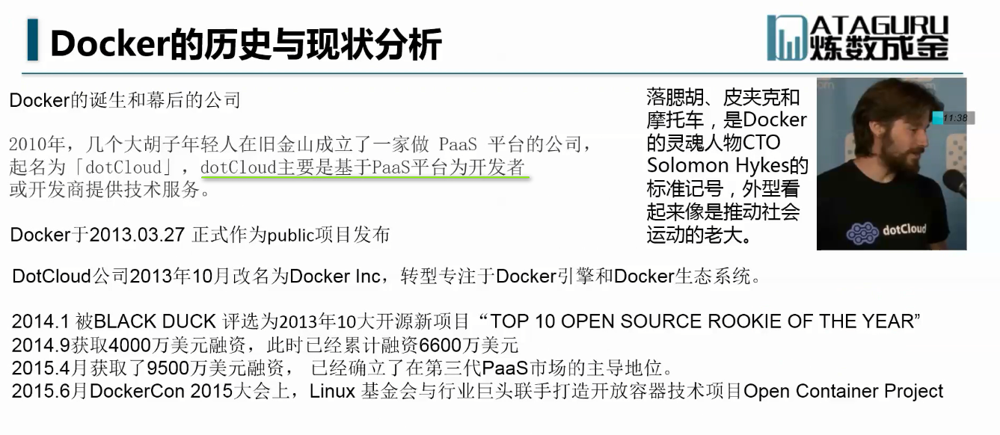 Docker的历史与现状分析
ATAGURU
炼数成金
Docker的诞生和幕后的公司
2010年，几个大胡子年轻人在旧金山成立了一家做 PaaS 平台的公司，
起名为「dotCloud」，dotCloud主要是基于PaaS平台为开发者
或开发商提供技术服务。
Docker于2013.03.27 正式作为public项目发布
落腮胡、皮夹克和
摩托车，是Docker
的灵魂人物CTO
Solomon Hykes的
标准记号，外型看
起来像是推动社会
运动的老大。
11:38
dotCloud
DotCloud公司2013年10月改名为Docker Inc，转型专注于Docker引擎和Docker生态系统。
2014.1 被BLACK DUCK 评选为2013年10大开源新项目“TOP 10 OPEN SOURCE ROOKIE OF THE YEAR”
2014.9获取4000万美元融资，此时已经累计融资6600万美元
2015.4月获取了9500万美元融资， 已经确立了在第三代PaaS市场的主导地位。
2015.6月DockerCon 2015大会上，Linux 基金会与行业巨头联手打造开放容器技术项目Open Container Project